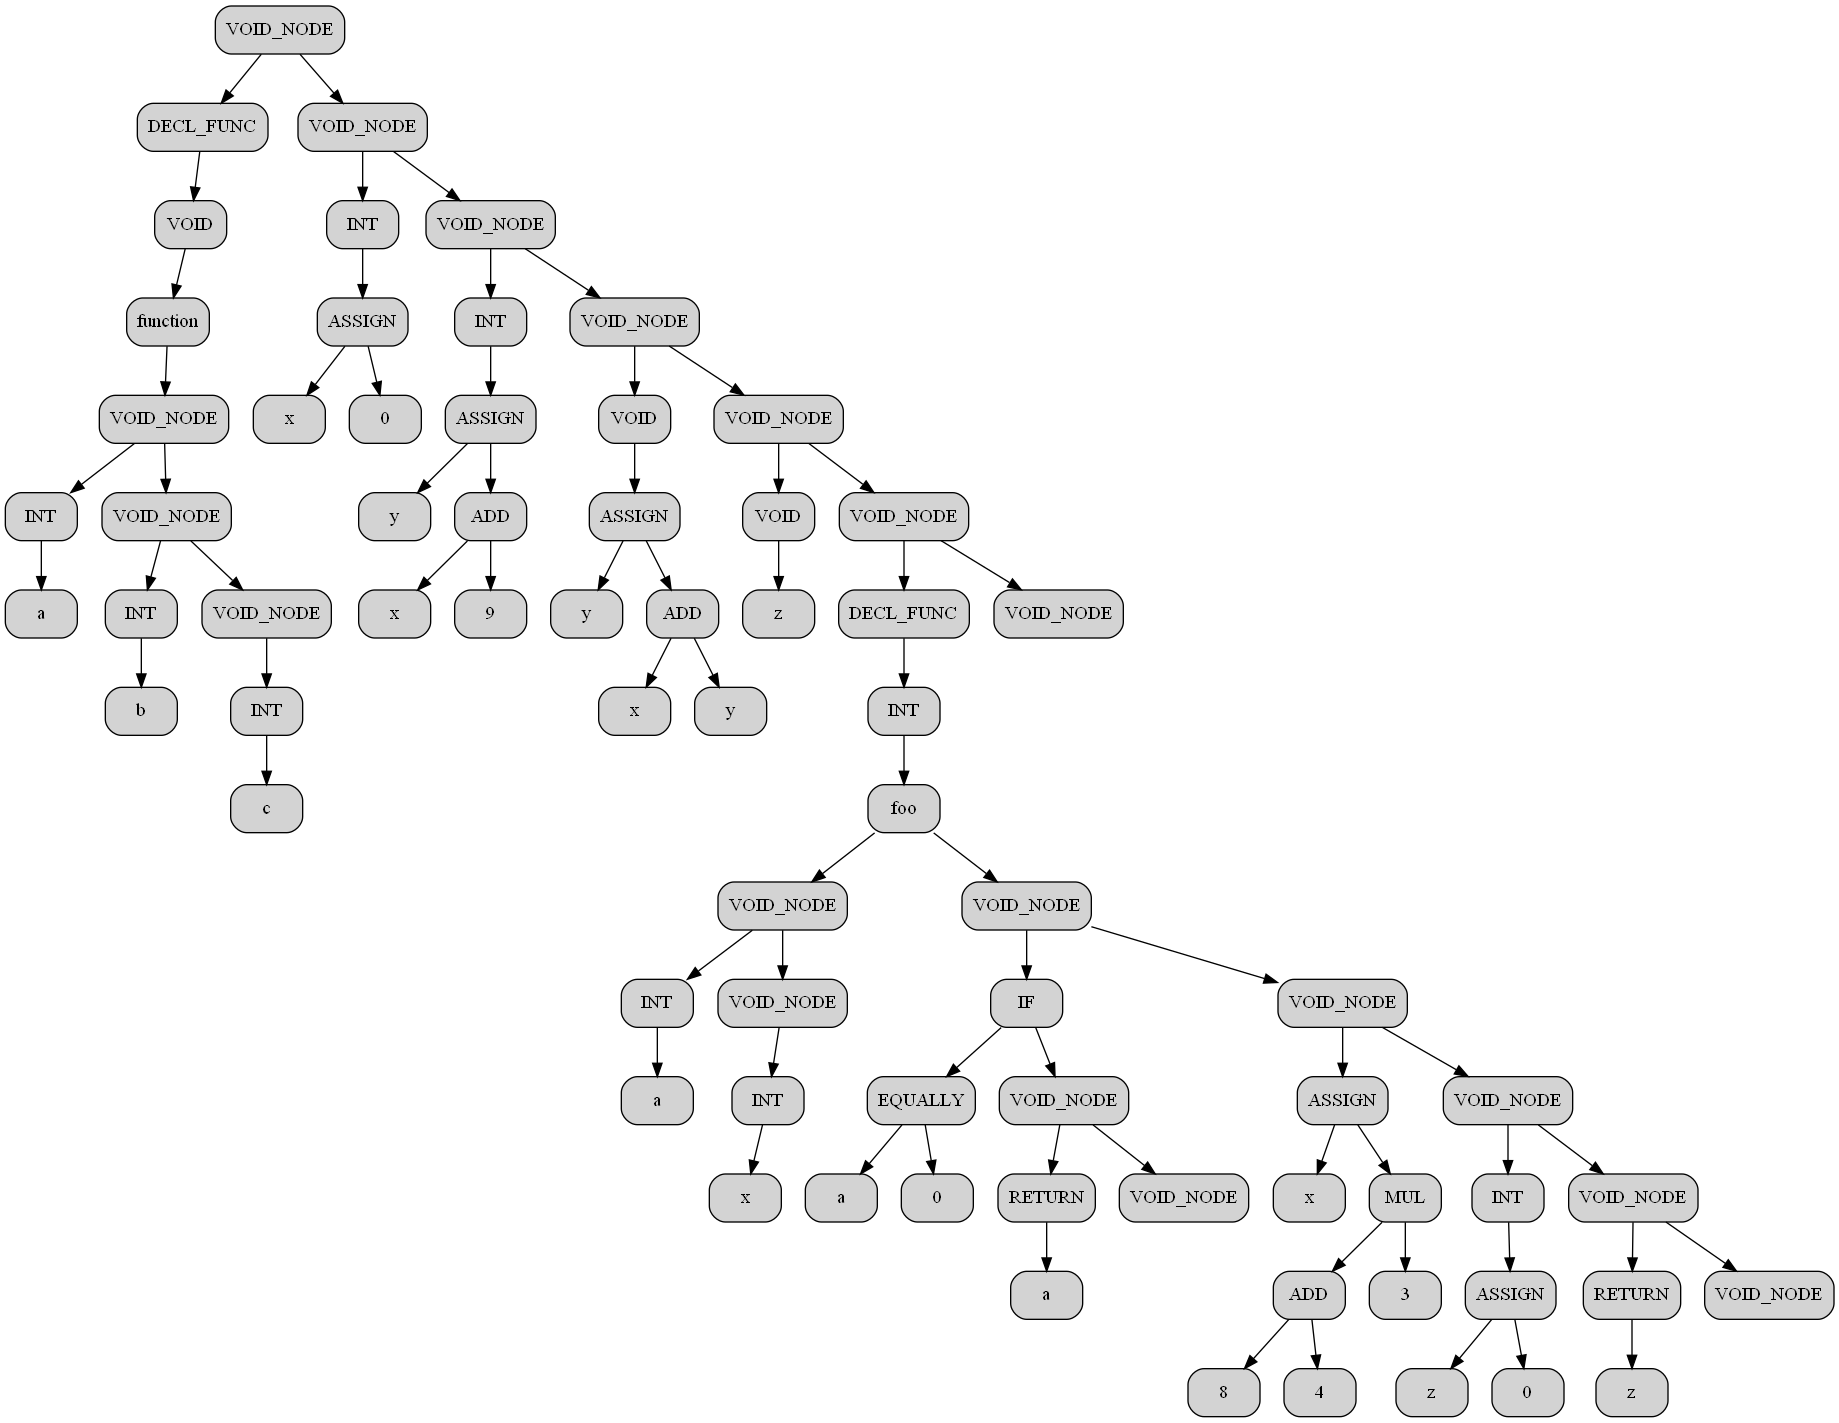 VOID_NODE
DECL_FUNC VOID_NODE
VOID INT VOID_NODE
function ASSIGN INT VOID_NODE
VOID_NODE x 0 ASSIGN VOID VOID_NODE
INT VOID_NODE y ADD ASSIGN VOID VOID_NODE
a INT VOID_NODE x 9 y ADD z DECL_FUNC VOID_NODE
b INT x y INT
c foo
VOID_NODE VOID_NODE
INT VOID_NODE IF VOID_NODE
a INT EQUALLY VOID_NODE ASSIGN VOID_NODE
x a 0 RETURN VOID_NODE x MUL INT VOID_NODE
a ADD 3 ASSIGN RETURN VOID_NODE
8 4 z 0 z